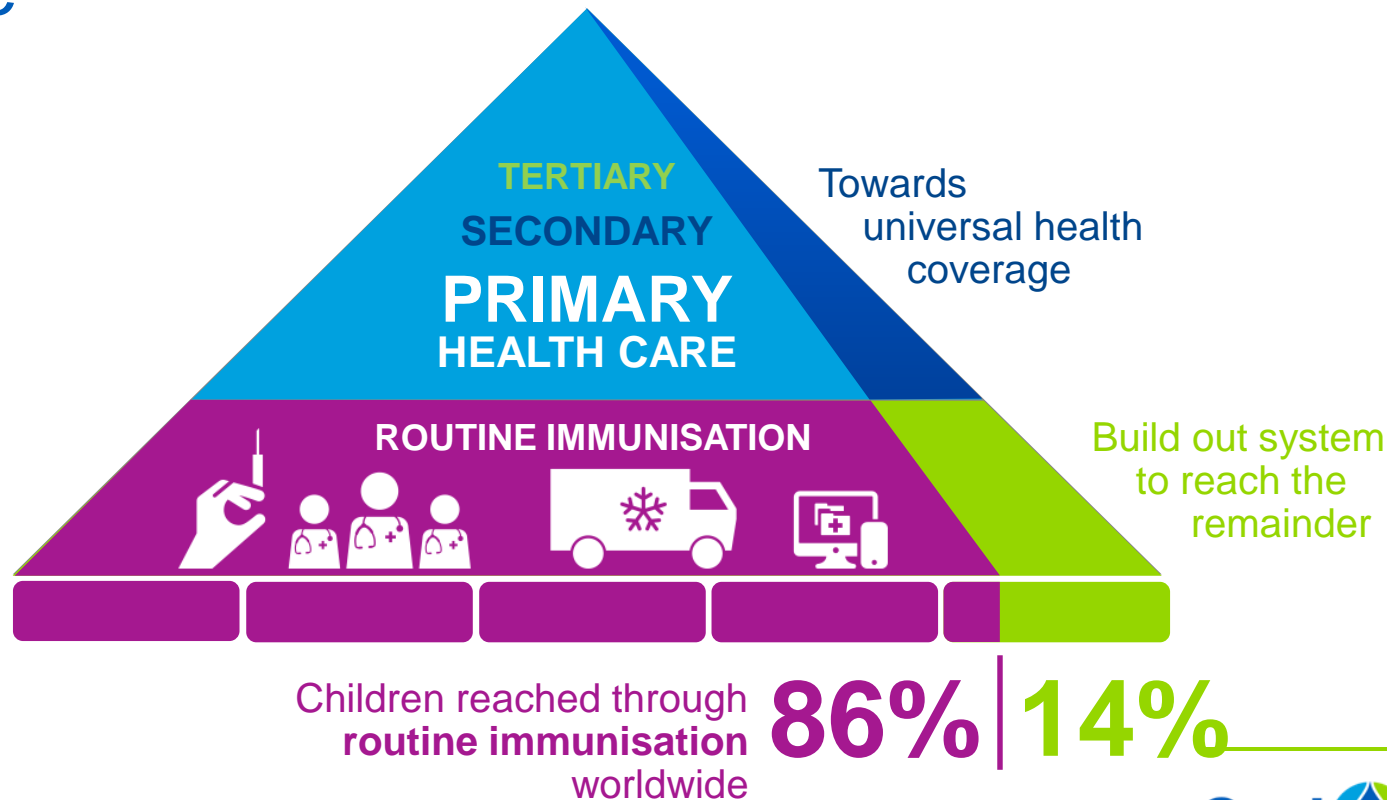 TERTIARY
SECONDARY
PRIMARY
HEALTH CARE
Towards
universal health
coverage
ROUTINE IMMUNISATION
Build out system
to reach the
remainder
Children reached through
routine immunisation
worldwide
86%
14%